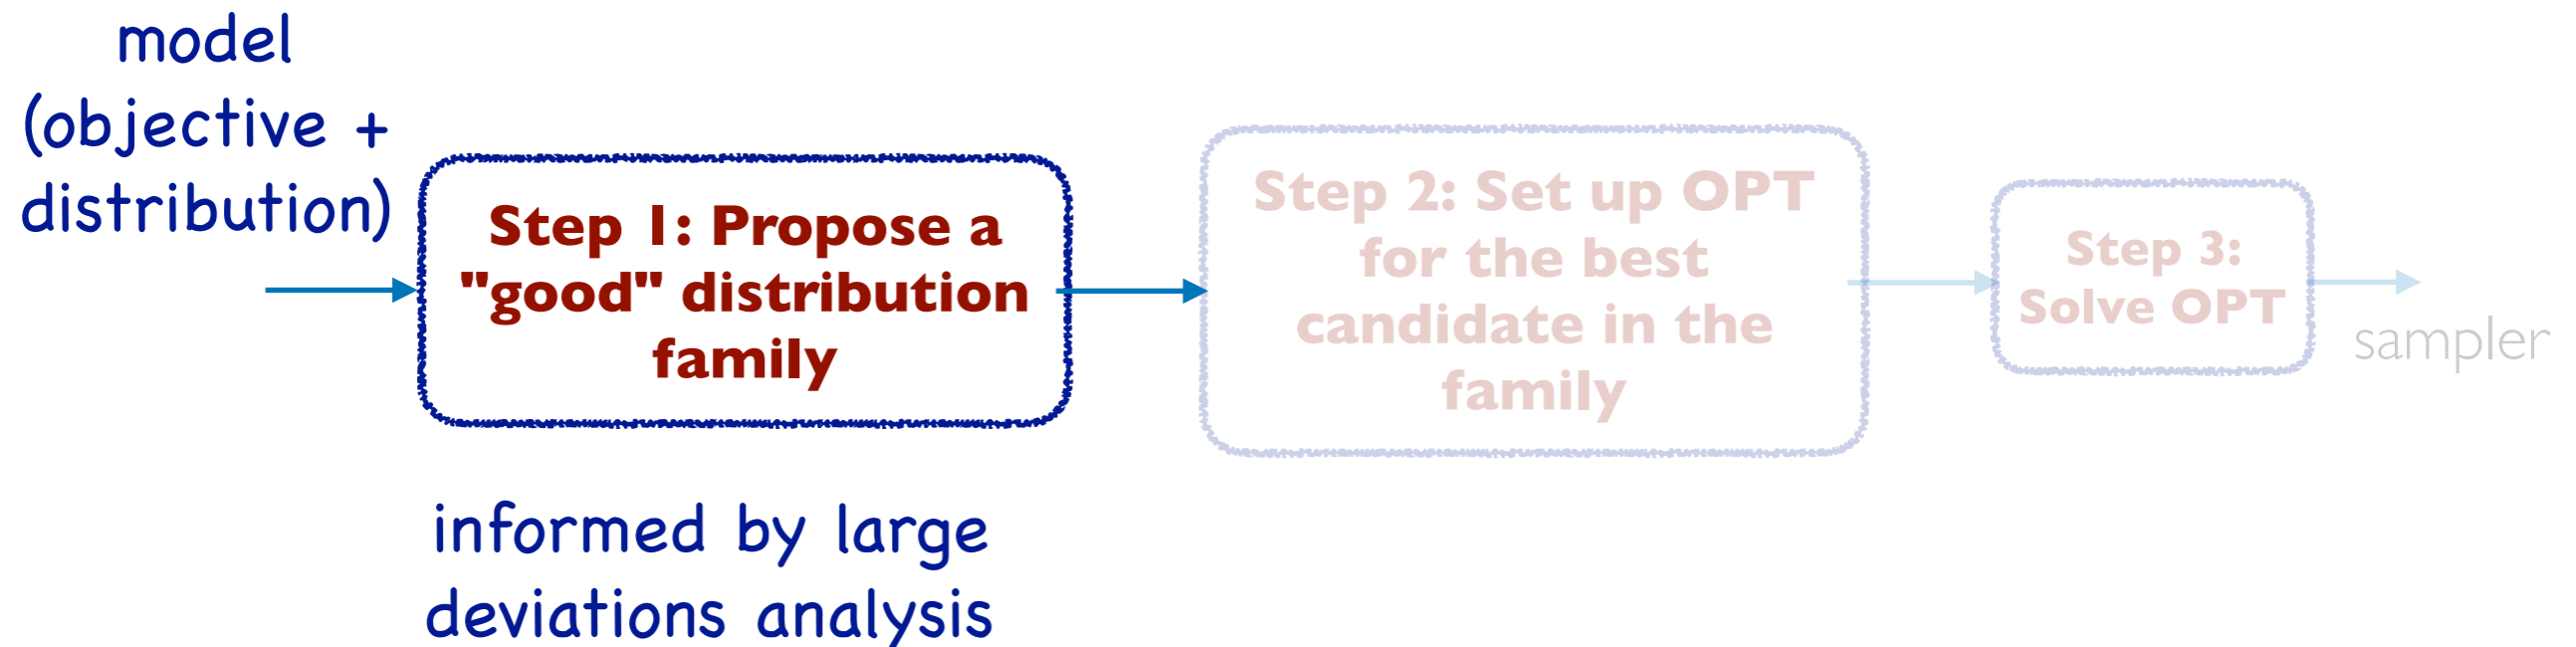 model
(objective +
distribution)
Step 1: Propose a
"good" distribution
family
informed by large
deviations analysis
Step 2: Set up OPT
for the best
candidate in the
family
Step 3:
Solve OPT
sampler